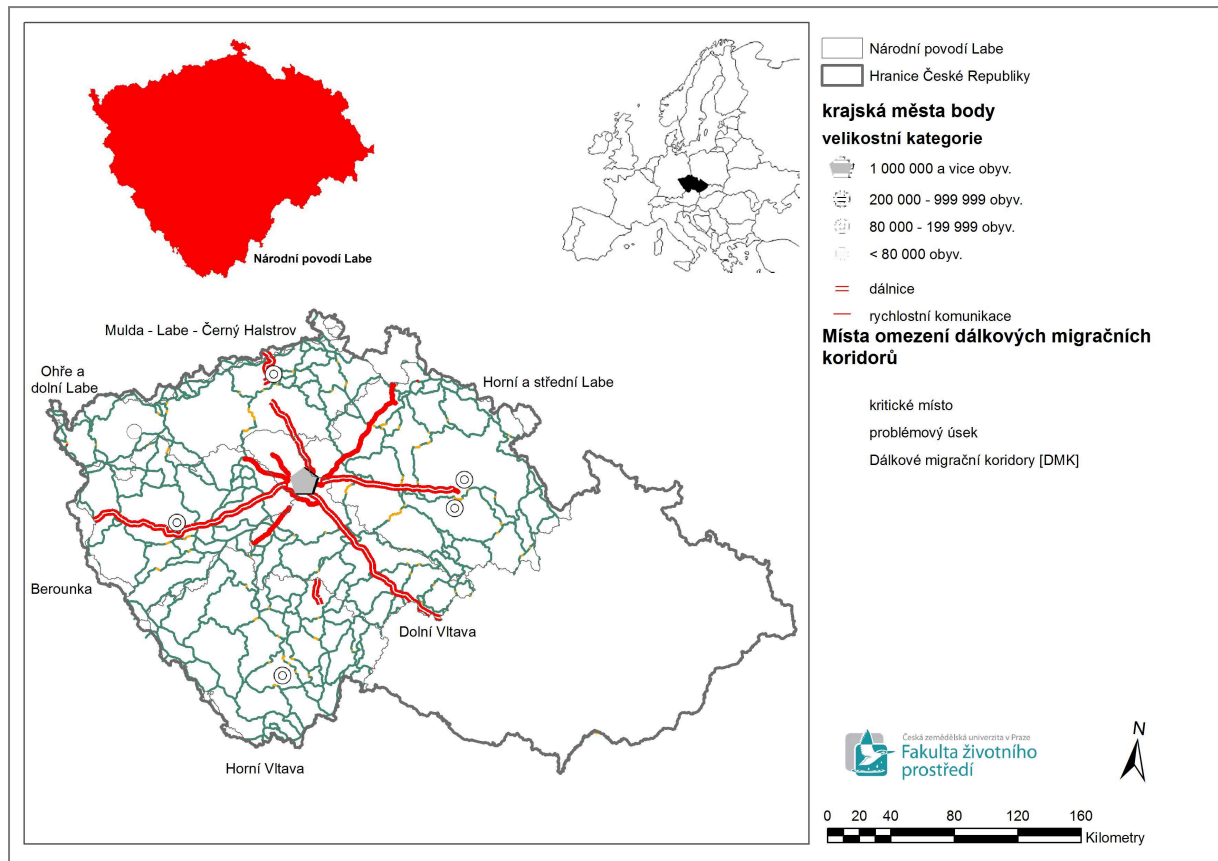 Národní povodí Labe
Mulda - Labe - Černý Halstrov
Ohře a
dolní Labe
Horní a střední Labe
Berounka
Dolní Vltava
Horní Vltava
Národní povodí Labe
Hranice České Republiky
krajská města body
velikostní kategorie
1 000 000 a vice obyv.
200 000 - 999 999 obyv.
80 000 - 199 999 obyv.
< 80 000 obyv.
dálnice
rychlostní komunikace
Místa omezení dálkových migračních
koridorů
kritické místo
problémový úsek
Dálkové migrační koridory [DMK]
Česká zemědělská univerzita v Praze
Fakulta životního
prostředí
N
0 20 40 80 120 160
Kilometry